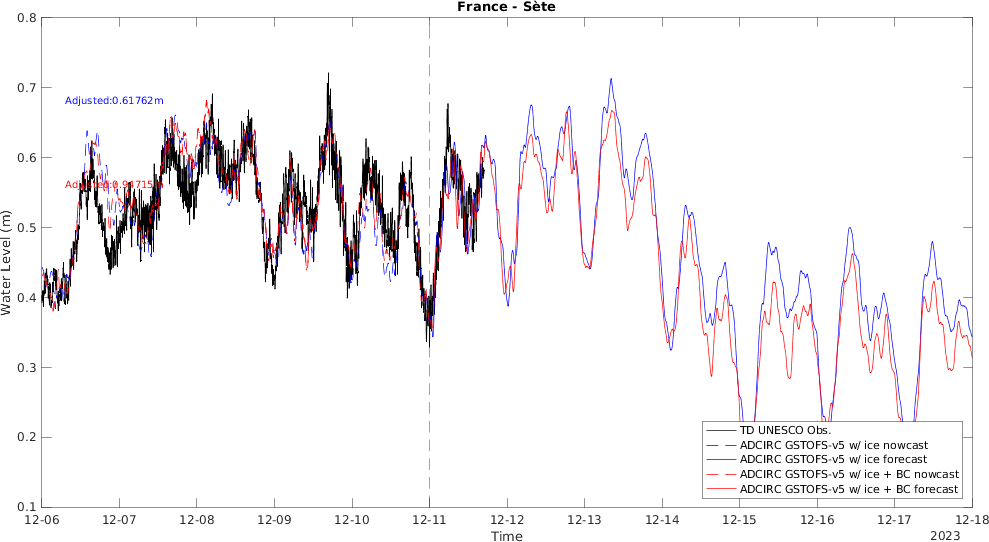 France - Sète
0.8
0.7
0.6
0.5
0.4
0.3
0.2
0.1
Water Level (m)
Adjusted:0.61762m
TD UNESCO Obs.
ADCIRC GSTOFS-v5 w/ ice nowcast
ADCIRC GSTOFS-v5 w/ ice forecast
ADCIRC GSTOFS-v5 w/ ice + BC nowcast
ADCIRC GSTOFS-v5 w/ ice + BC forecast
12-06 12-07 12-08 12-09 12-10 12-11 12-12 12-13 12-14 12-15 12-16 12-17 12-18
Time
2023